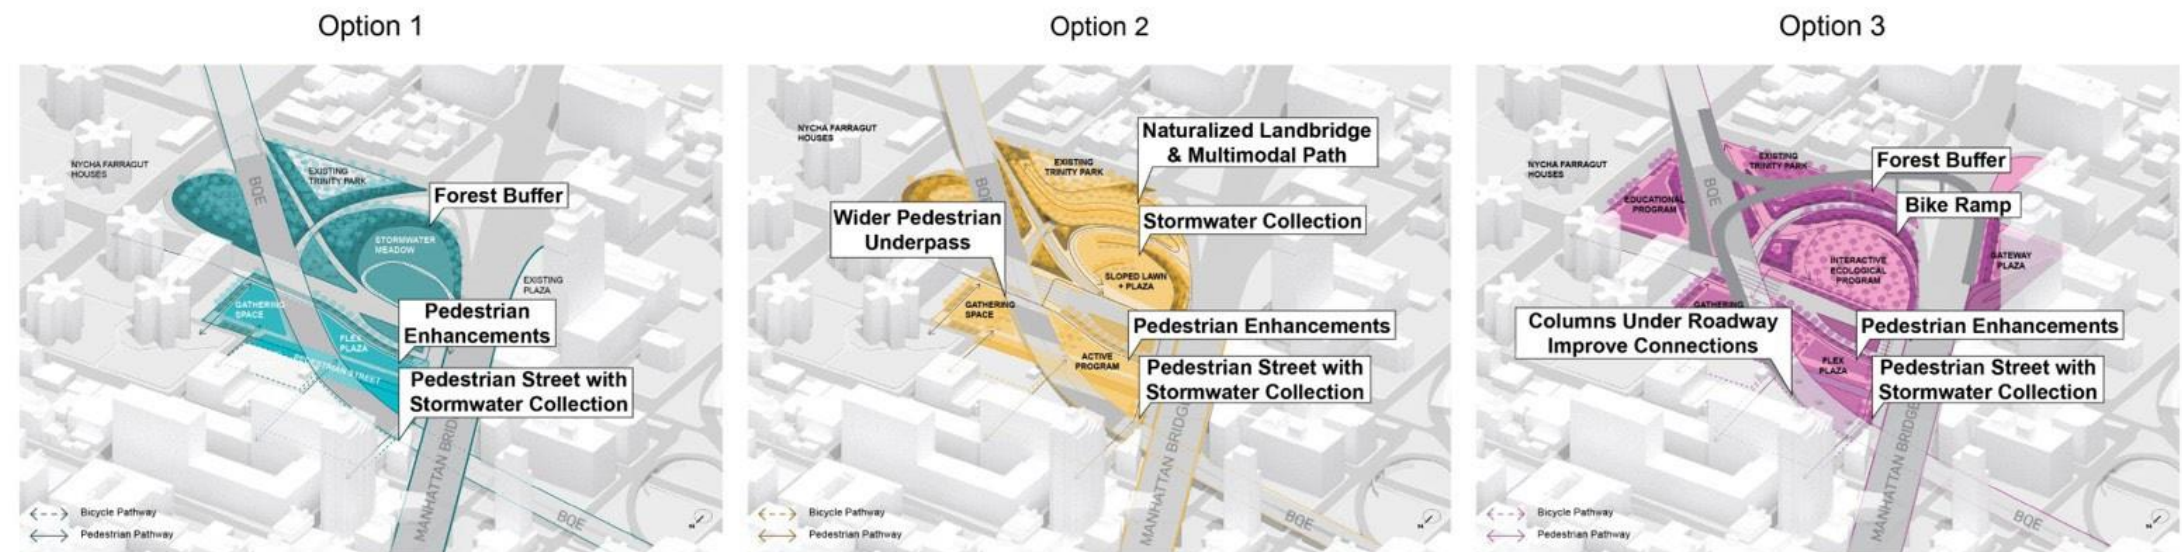 Option 1
Option 2
Option 3
NYCHA FARRAGUT
HOUSES
BQE
EXISTING
TRINITY PARK
Forest Buffer
STORMWATER
MEADOW
EXISTING
PLAZA
GATHERING
SPACE
FLEX
PLAZA
PEDESTRIAN STREET
Pedestrian
Enhancements
Pedestrian Street with
Stormwater Collection
MANHATTAN BRIDG
BQE
Bicycle Pathway
Pedestrian Pathway
N
NYCHA FARRAGUT
HOUSES
BQE
EXISTING
TRINITY PARK
Naturalized Landbridge
& Multimodal Path
Wider Pedestrian
Underpass
Stormwater Collection
SLOPED LAWN
+ PLAZA
GATHERING
SPACE
ACTIVE
PROGRAM
Pedestrian Enhancements
Pedestrian Street with
Stormwater Collection
MANHATTAN BRIDGE
BQE
Bicycle Pathway
Pedestrian Pathway
N
NYCHA FARRAGUT
HOUSES
BQE
EXISTING
TRINITY PARK
Forest Buffer
EDUCATIONAL
PROGRAM
Bike Ramp
INTERACTIVE
ECOLOGICAL
PROGRAM
GATEWAY
PLAZA
GATHERING
Columns Under Roadway
Improve Connections
FLEX
PLAZA
Pedestrian Enhancements
Pedestrian Street with
Stormwater Collection
MANHATTAN BRIDGE
BQE
Bicycle Pathway
Pedestrian Pathway
N